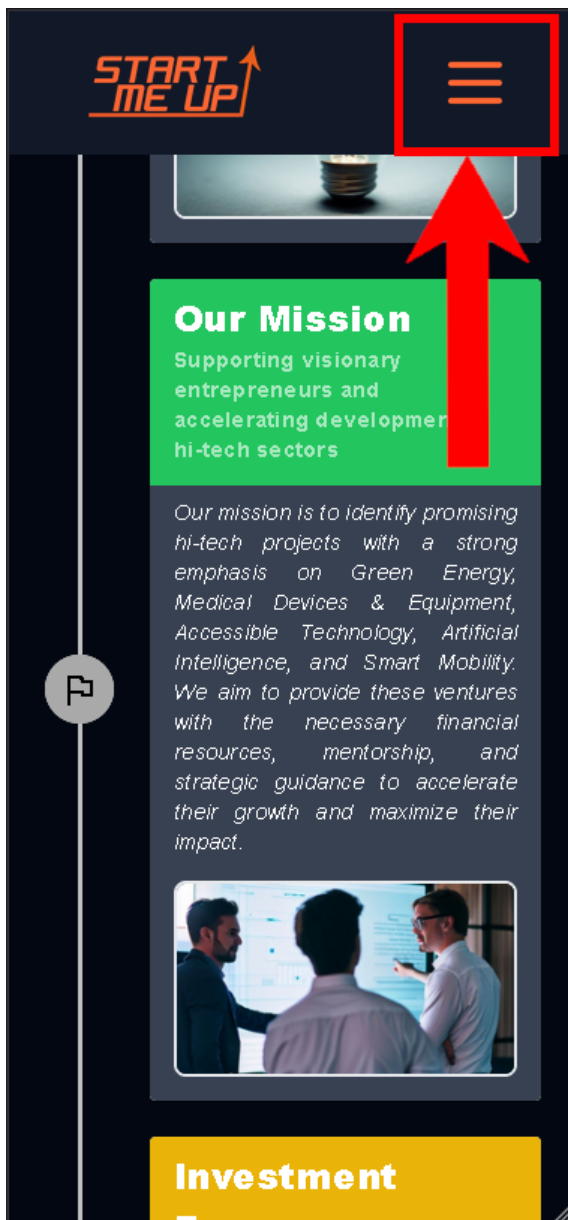 START
ME UP
Our Mission
Supporting visionary
entrepreneurs and
accelerating
hi-tech sectors
Our mission is to identify promising
hi-tech projects with a strong
emphasis on Green Energy,
Medical Devices & Equipment,
Accessible Technology, Artificial
Intelligence, and Smart Mobility.
We aim to provide these ventures
with the necessary financial
resources, mentorship, and
strategic guidance to accelerate
their growth and maximize their
impact.
Investment